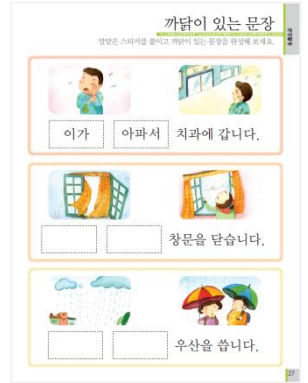 까닭이 있는 문장
알맞은 스티커를 붙이고 까닭이 있는 문장을 완성해 보세요.
이가 아파서 치과에 갑니다.
창문을 닫습니다.
우산을 씁니다.
27